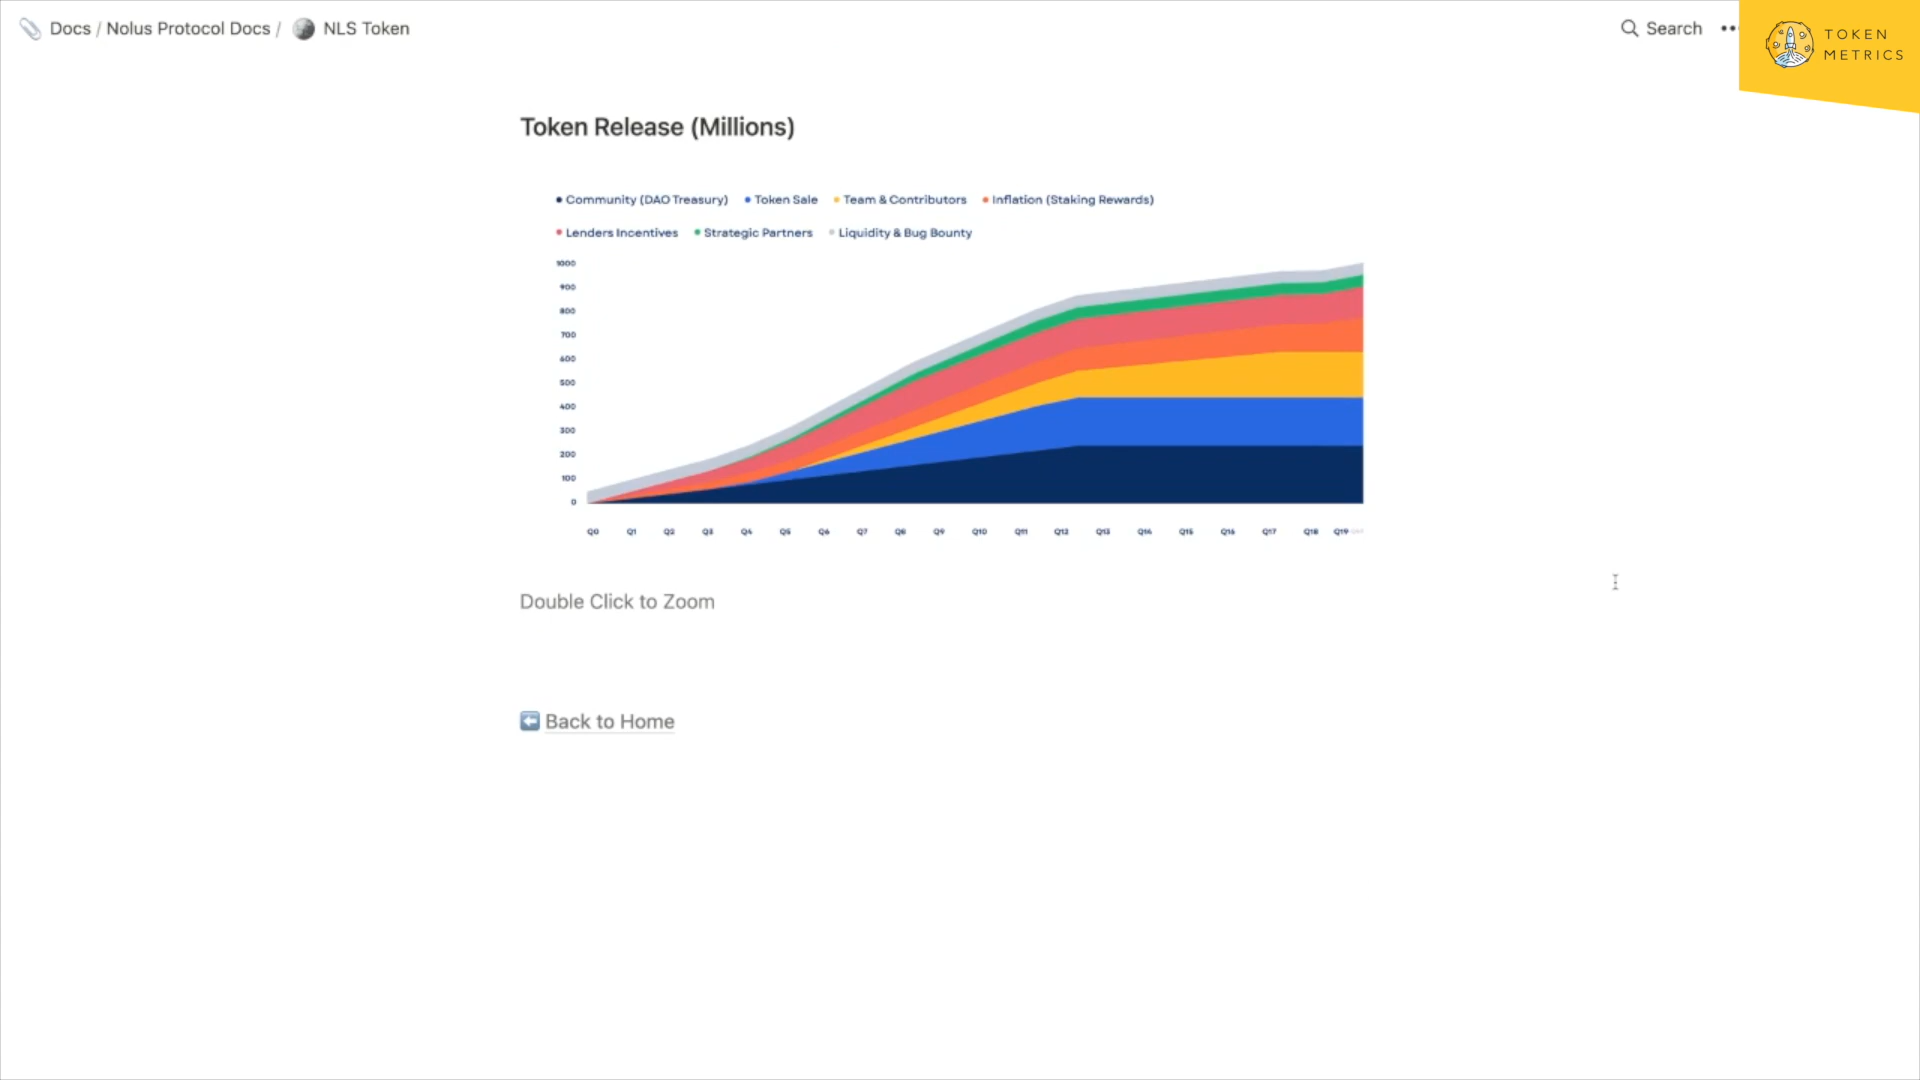 Docs / Nolus Protocol Docs / NLS Token
Search
TOKEN
METRICS
Token Release (Millions)
Community (DAO Treasury) Token Sale Team & Contributors Inflation (Staking Rewards)
Lenders Incentives Strategic Partners Liquidity & Bug Bounty
1000
900
800
700
600
500
400
300
200
100
0
Q0 Q1 Q2 Q3 Q4 Q5 Q6 Q7 Q8 Q9 Q10 Q11 Q12 Q13 Q14 Q15 Q16 Q17 Q18 Q19
Double Click to Zoom
Back to Home